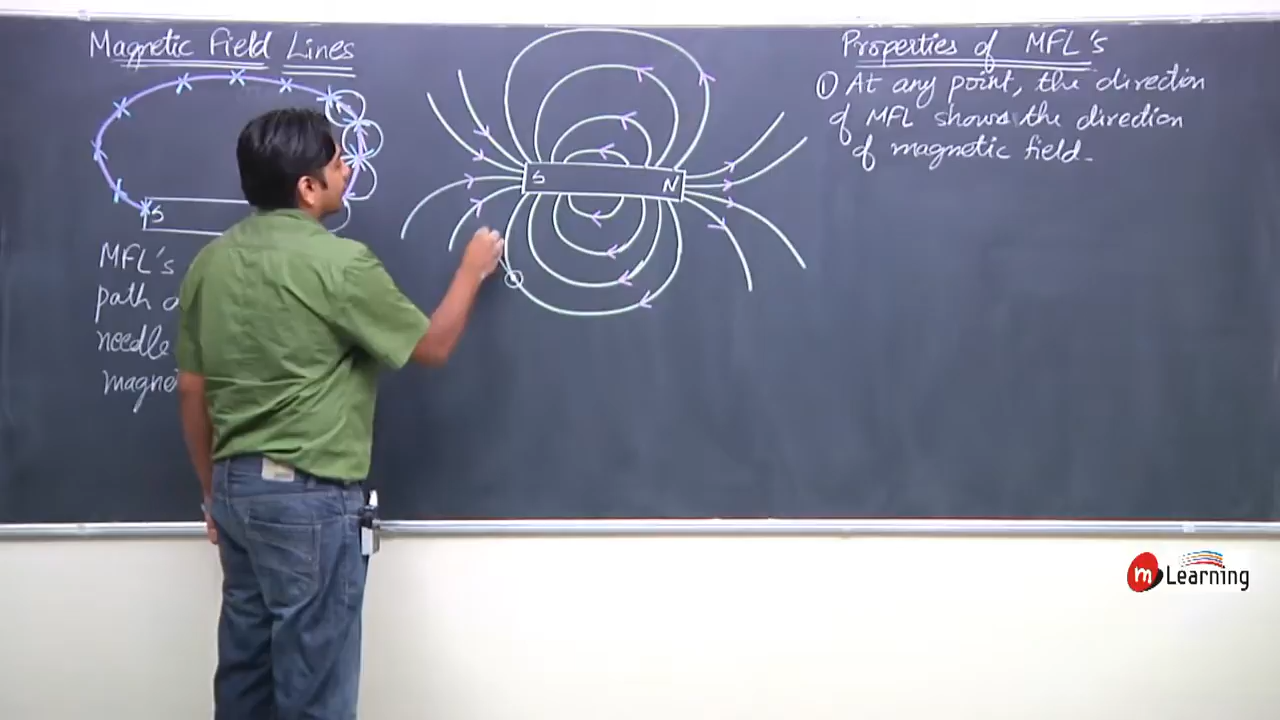 Magnetic Field Lines
S
MFL's
path
needle
S
N
Properties of MFL's
① At any point, the direction
of MFL shows the direction
of magnetic field.
m Learning